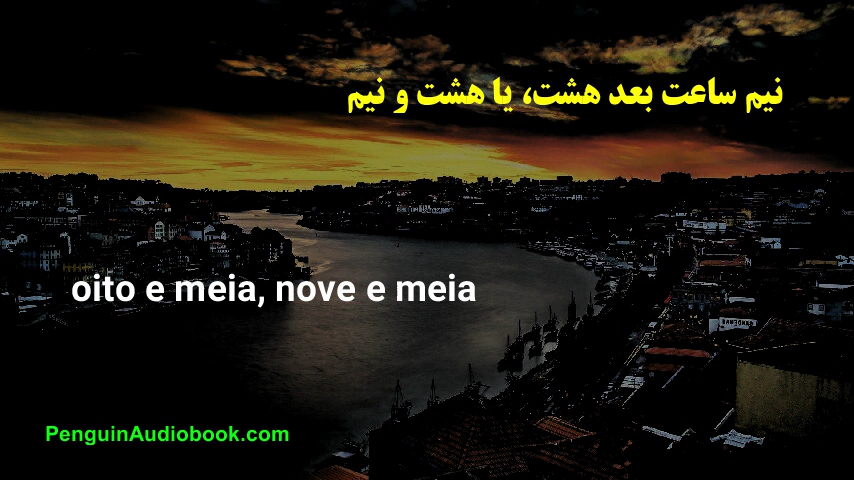 نیم ساعت بعد هشت، یا هشت و نیم
oito e meia, nove e meia
PenguinAudiobook.com